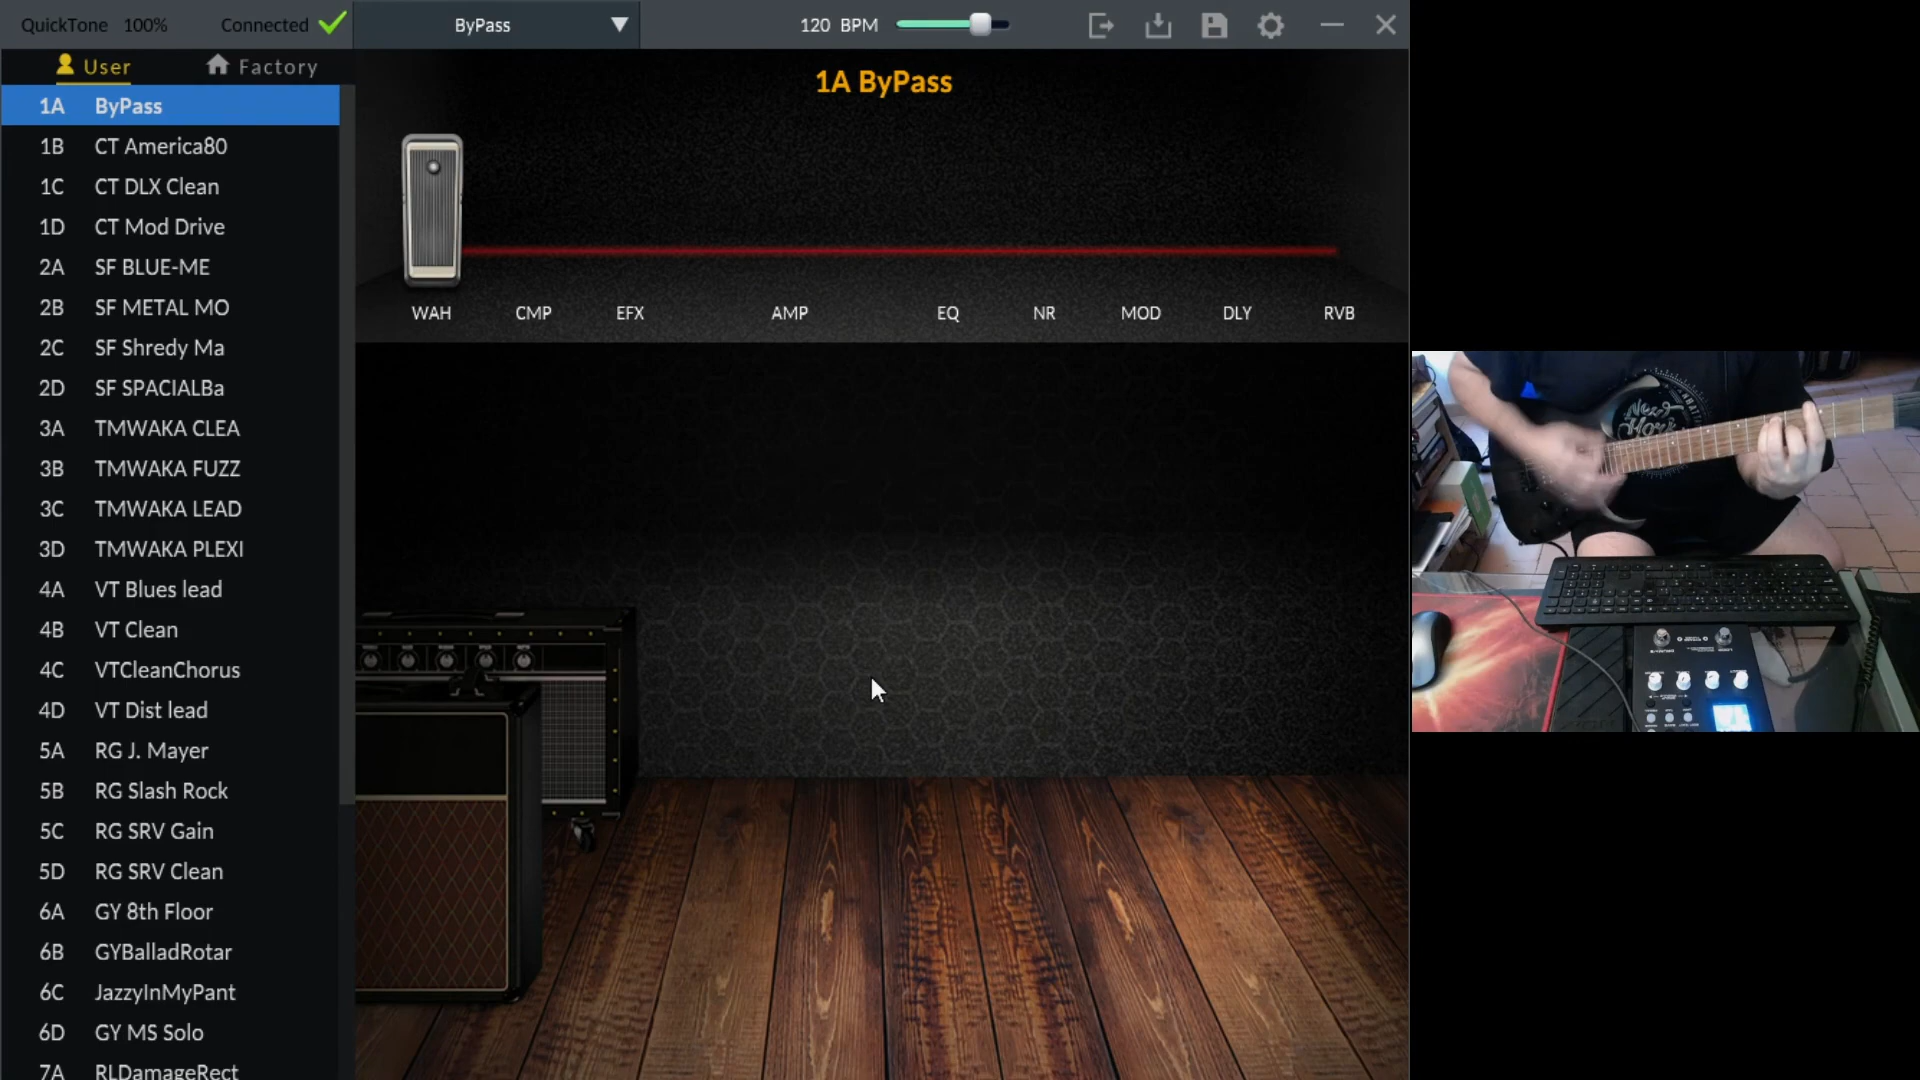 QuickTone 100% Connected ByPass 120 BPM
User Factory
1A ByPass
1A ByPass
1B CT America80
1C CT DLX Clean
1D CT Mod Drive
2A SF BLUE-ME
2B SF METAL MO
2C SF Shredy Ma
2D SF SPACIALBa
3A TMWAKA CLEA
3B TMWAKA FUZZ
3C TMWAKA LEAD
3D TMWAKA PLEXI
4A VT Blues lead
4B VT Clean
4C VTCleanChorus
4D VT Dist lead
5A RG J. Mayer
5B RG Slash Rock
5C RG SRV Gain
5D RG SRV Clean
6A GY 8th Floor
6B GYBalladRotar
6C JazzyInMyPant
6D GY MS Solo
7A RLDamageRect
WAH CMP EFX AMP EQ NR MOD DLY RVB
New York